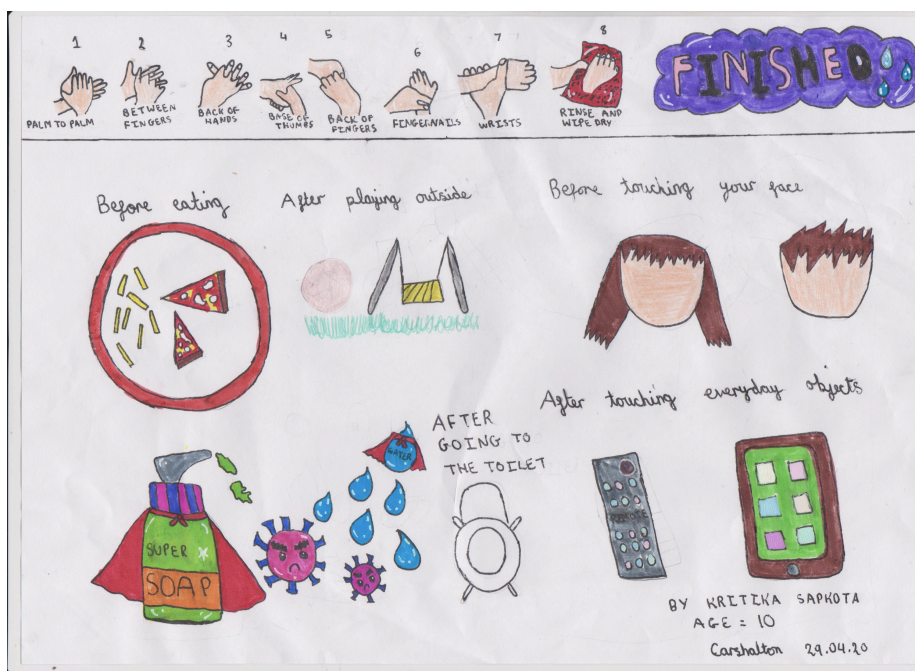 1 2 3 4 5 6 7 8
PALM TO PALM
BETWEEN
FINGERS
BACK OF
HANDS
BASE OF
THUMBS
BACK OF
FINGERS
FINGERNAILS
WRISTS
RINSE AND
WIPE DRY
FINISHED
Before eating
After playing outside
Before touching your face
After touching everyday objects
AFTER
GOING TO
THE TOILET
WATER
SUPER
SOAP
REMOTE
BY KRITIKA SAPKOTA
AGE = 10
Carshalton 29.04.20